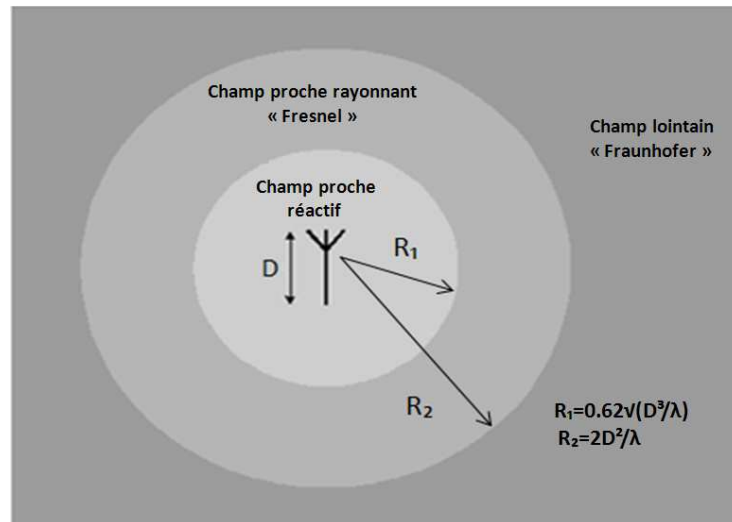 Champ proche rayonnant
« Fresnel »
Champ lointain
« Fraunhofer »
Champ proche
réactif
D
R₁
R₂
R₁=0.62√(D³/λ)
R₂=2D²/λ